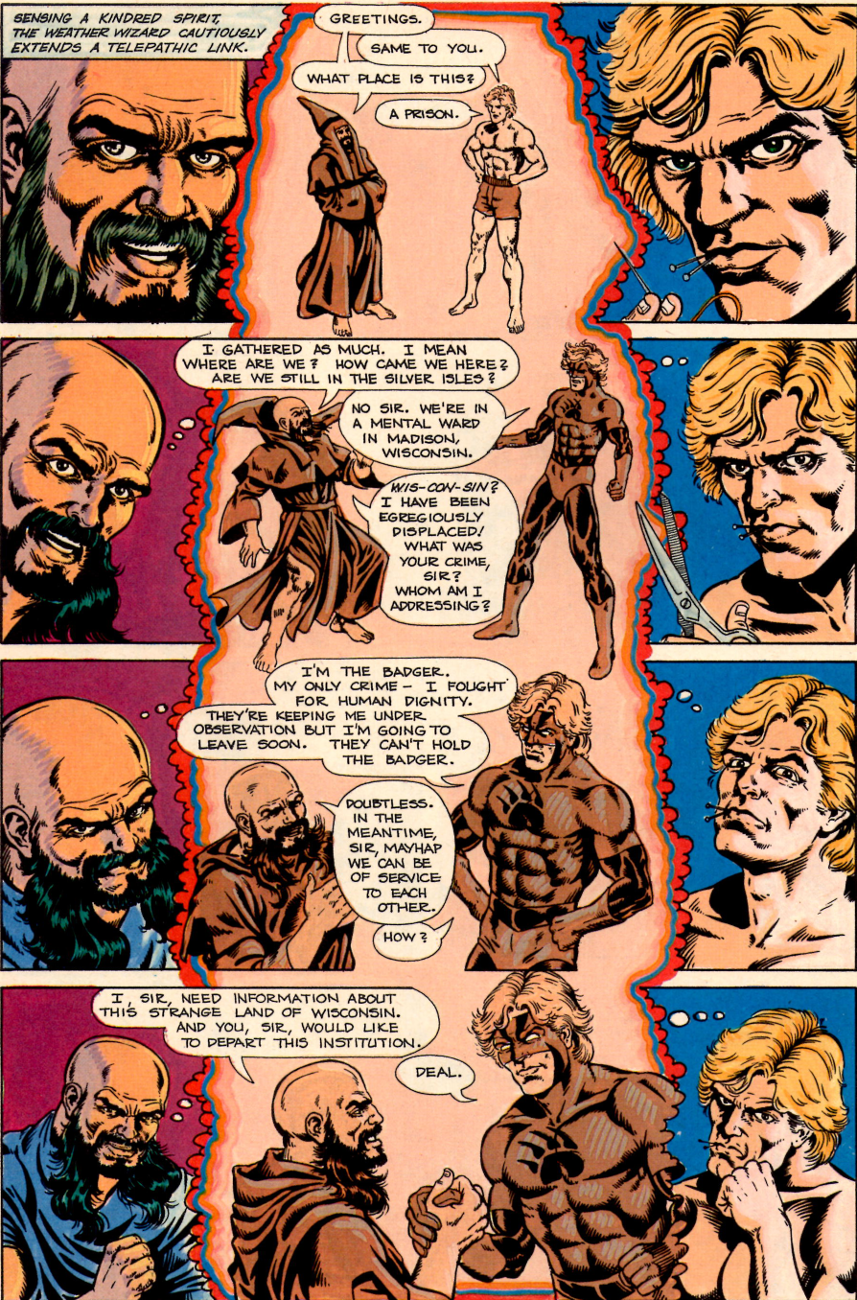 SENSING A KINDRED SPIRIT,
THE WEATHER WIZARD CAUTIOUSLY
EXTENDS A TELEPATHIC LINK.
GREETINGS.
SAME TO YOU.
WHAT PLACE IS THIS?
A PRISON.
I GATHERED AS MUCH. I MEAN
WHERE ARE WE? HOW CAME WE HERE?
ARE WE STILL IN THE SILVER ISLES?
NO SIR. WE'RE IN
A MENTAL WARD
IN MADISON,
WISCONSIN.
WIS-CON-SIN?
I HAVE BEEN
EGREGIOUSLY
DISPLACED!
WHAT WAS
YOUR CRIME,
SIR?
WHOM AM I
ADDRESSING?
I'M THE BADGER.
MY ONLY CRIME - I FOUGHT
FOR HUMAN DIGNITY.
THEY'RE KEEPING ME UNDER
OBSERVATION BUT I'M GOING TO
LEAVE SOON. THEY CAN'T HOLD
THE BADGER.
DOUBTLESS.
IN THE
MEANTIME,
SIR, MAYHAP
WE CAN BE
OF SERVICE
TO EACH
OTHER.
HOW?
I, SIR, NEED INFORMATION ABOUT
THIS STRANGE LAND OF WISCONSIN.
AND YOU, SIR, WOULD LIKE
TO DEPART THIS INSTITUTION.
DEAL.